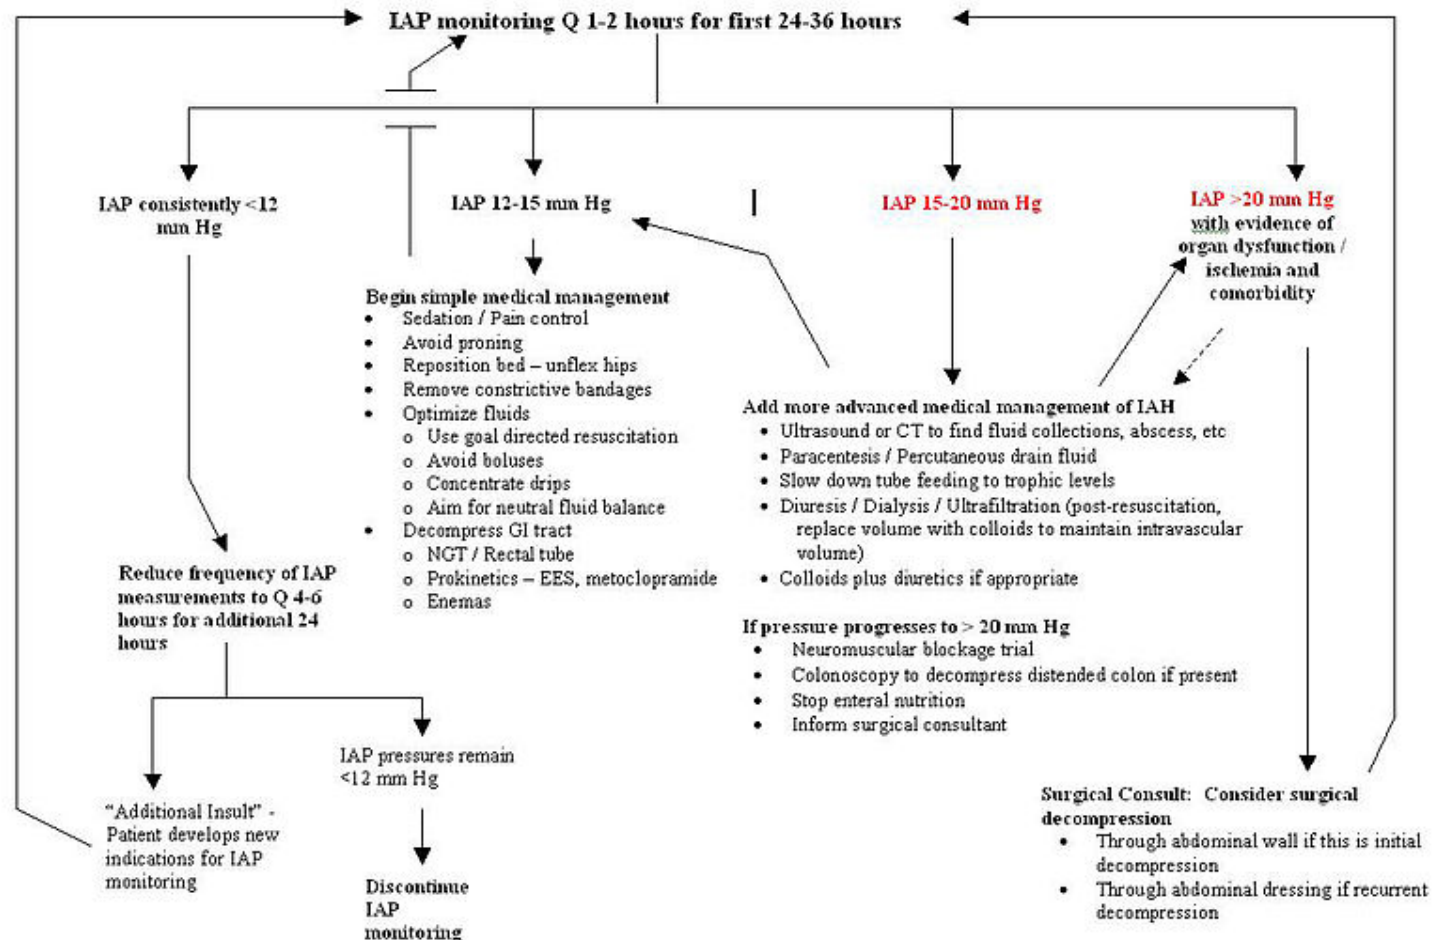 IAP monitoring Q 1-2 hours for first 24-36 hours
IAP consistently <12
mm Hg
IAP 12-15 mm Hg
IAP 15-20 mm Hg
IAP >20 mm Hg
with evidence of
organ dysfunction /
ischemia and
comorbidity
Begin simple medical management
• Sedation / Pain control
• Avoid proning
• Reposition bed – unflex hips
• Remove constrictive bandages
• Optimize fluids
o Use goal directed resuscitation
o Avoid boluses
o Concentrate drips
o Aim for neutral fluid balance
• Decompress GI tract
o NGT / Rectal tube
o Prokinetics – EES, metoclopramide
o Enemas
Add more advanced medical management of IAH
• Ultrasound or CT to find fluid collections, abscess, etc
• Paracentesis / Percutaneous drain fluid
• Slow down tube feeding to trophic levels
• Diuresis / Dialysis / Ultrafiltration (post-resuscitation,
replace volume with colloids to maintain intravascular
volume)
• Colloids plus diuretics if appropriate
If pressure progresses to > 20 mm Hg
• Neuromuscular blockage trial
• Colonoscopy to decompress distended colon if present
• Stop enteral nutrition
• Inform surgical consultant
Reduce frequency of IAP
measurements to Q 4-6
hours for additional 24
hours
IAP pressures remain
<12 mm Hg
"Additional Insult" -
Patient develops new
indications for IAP
monitoring
Discontinue
IAP
monitoring
Surgical Consult: Consider surgical
decompression
• Through abdominal wall if this is initial
decompression
• Through abdominal dressing if recurrent
decompression